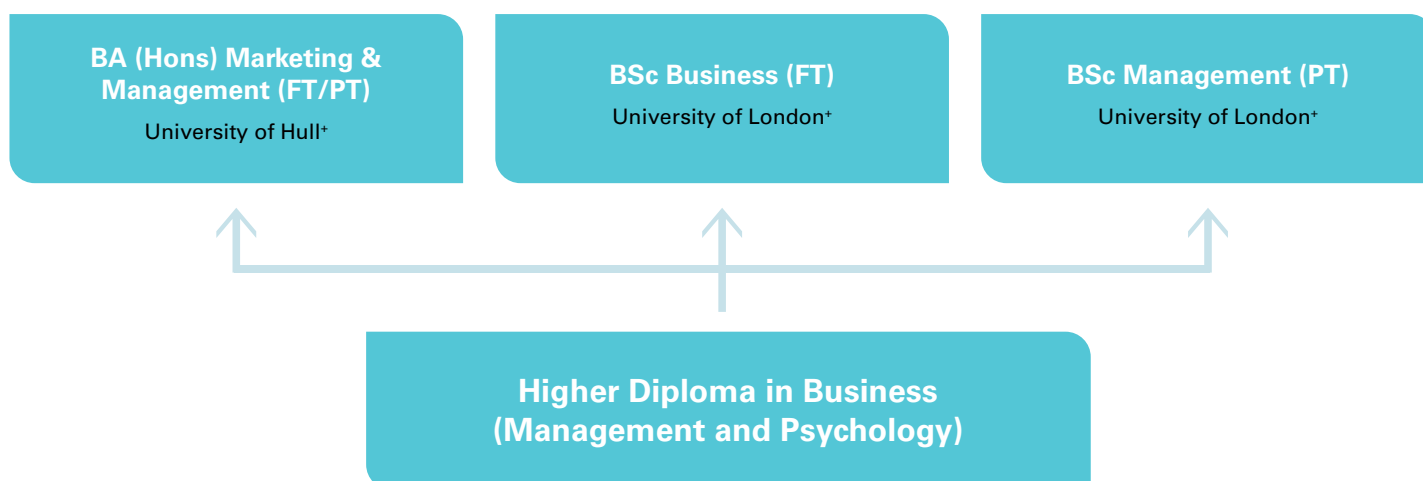 BA (Hons) Marketing &
Management (FT/PT)
University of Hull⁺
BSc Business (FT)
University of London⁺
BSc Management (PT)
University of London⁺
Higher Diploma in Business
(Management and Psychology)